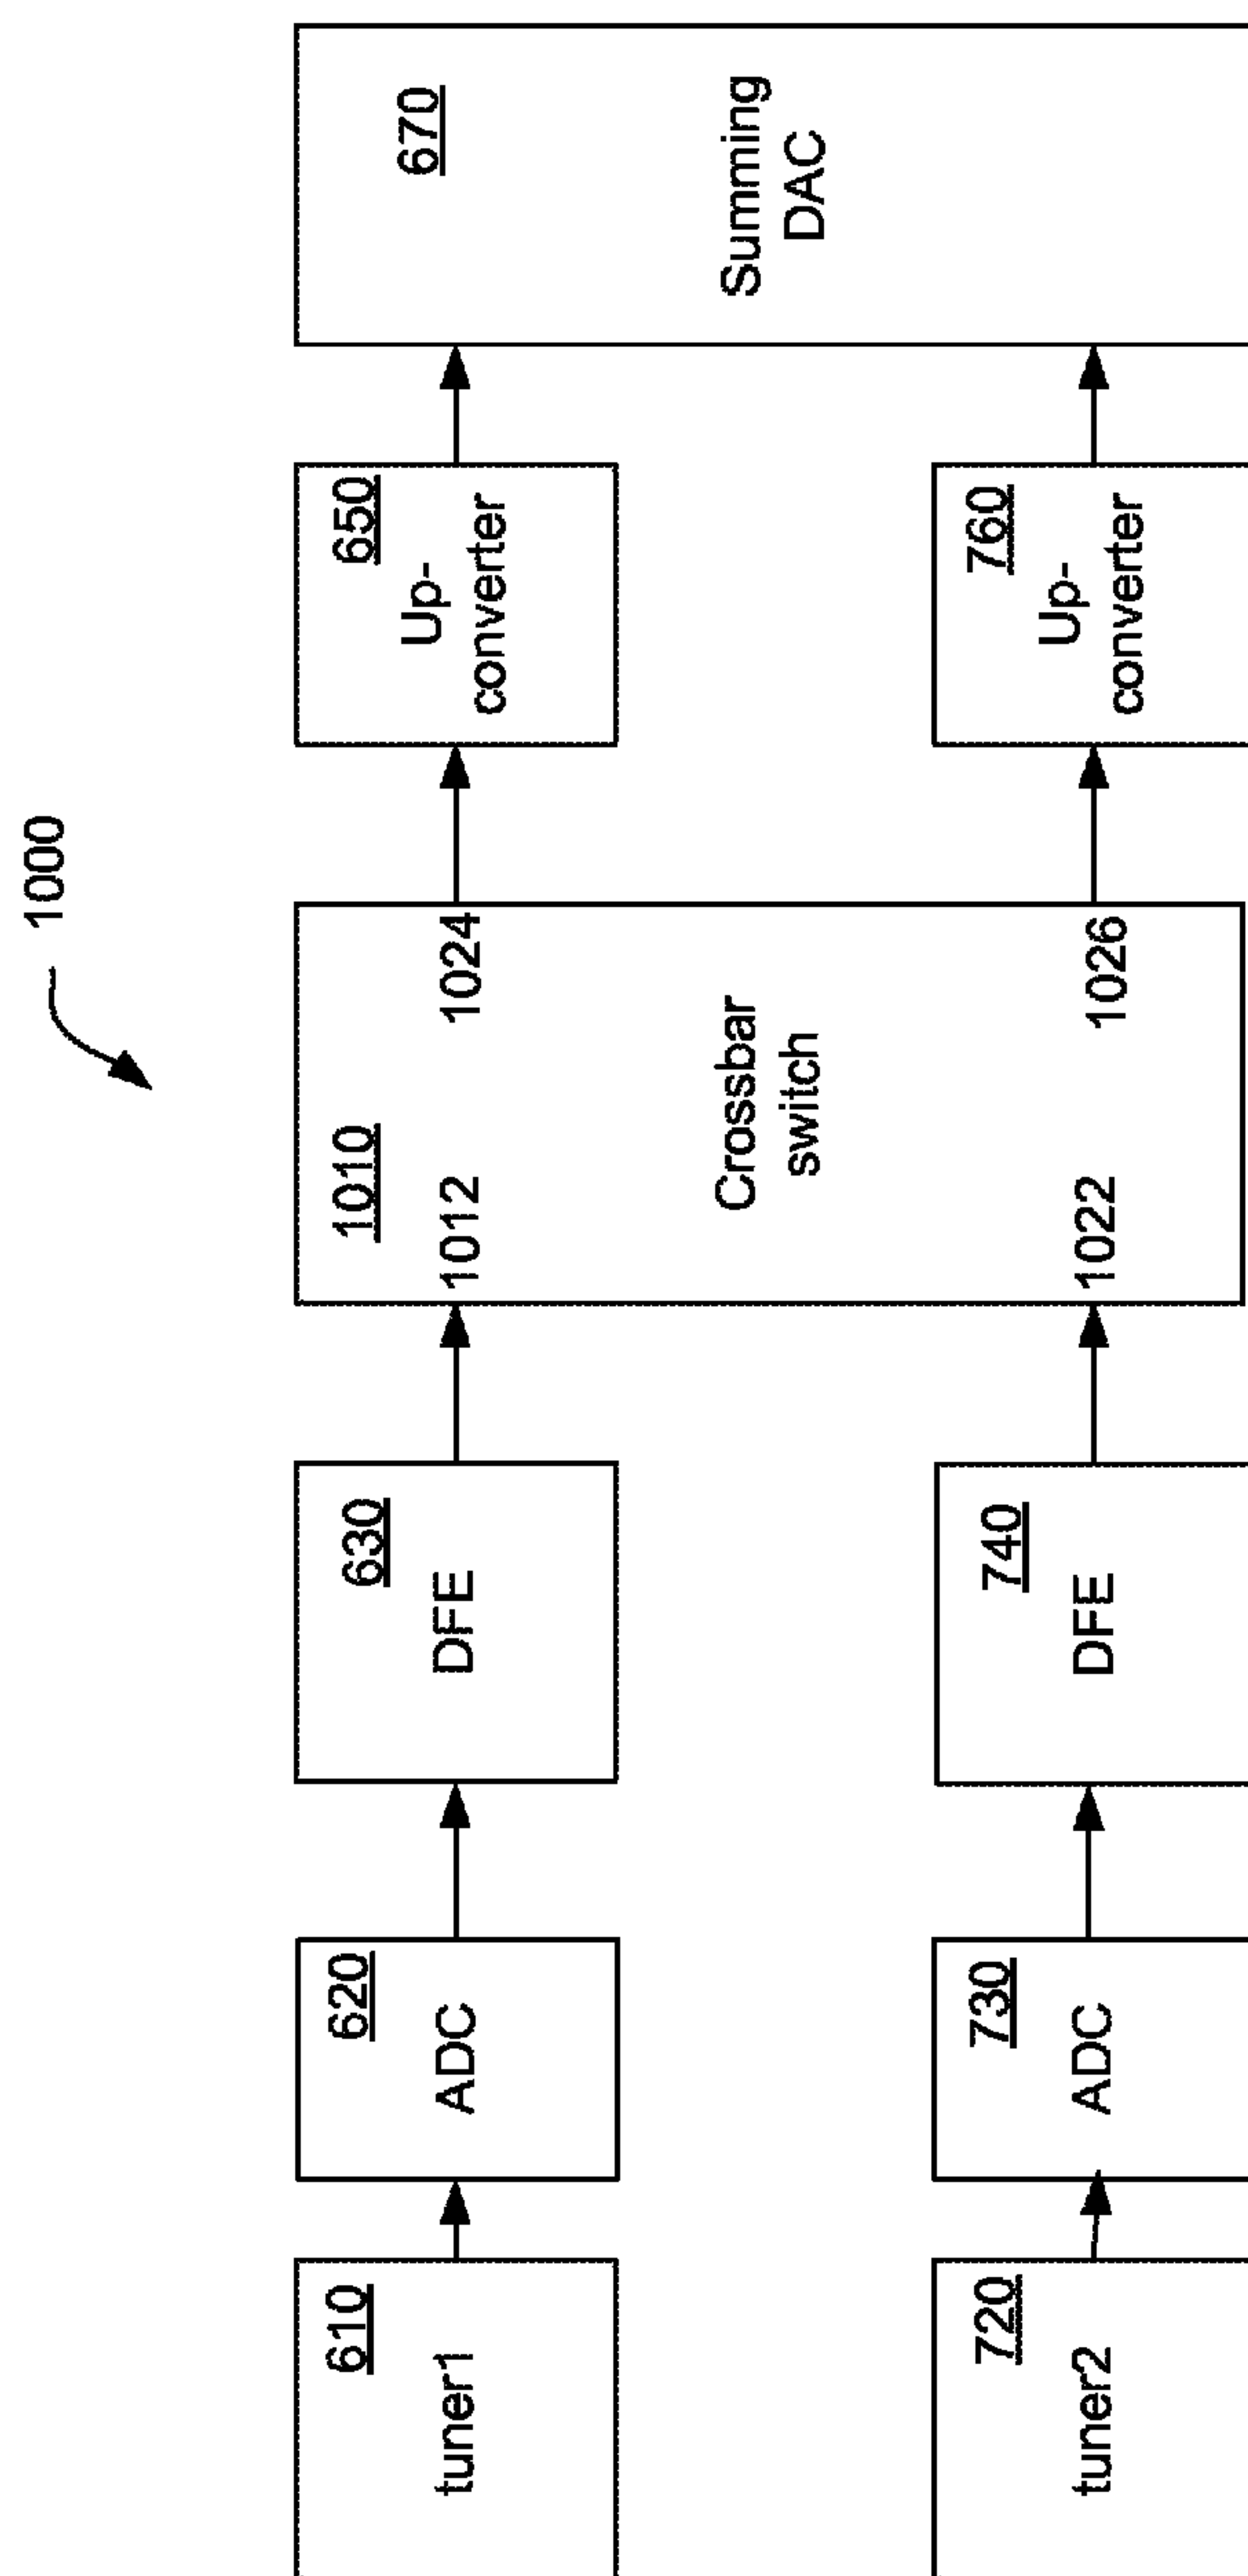 1000
610
tuner1
620
ADC
630
DFE
1010
1012
1024
Crossbar
switch
1022
1026
650
Up-
converter
670
Summing
DAC
720
tuner2
730
ADC
740
DFE
760
Up-
converter